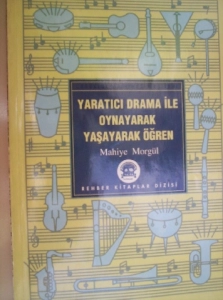 YARATICI DRAMA İLE
OYNAYARAK
YAŞAYARAK ÖĞREN
Mahiye Morgül
REHBER KİTAPLAR DİZİSİ